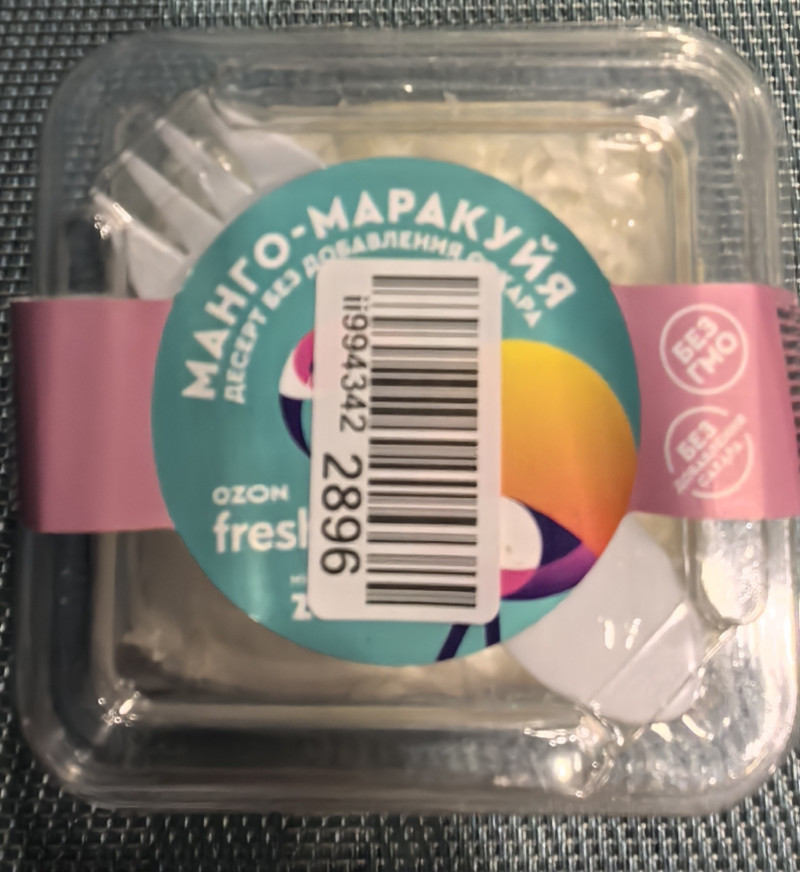 МАНГО-МАРАКУЙЯ
ДЕСЕРТ БЕЗ ДОБАВЛЕНИЯ САХАРА
БЕЗ
ГМО
БЕЗ
ДОБАВЛЕНИЯ
САХАРА
ii994342 2896
OZON
fresh